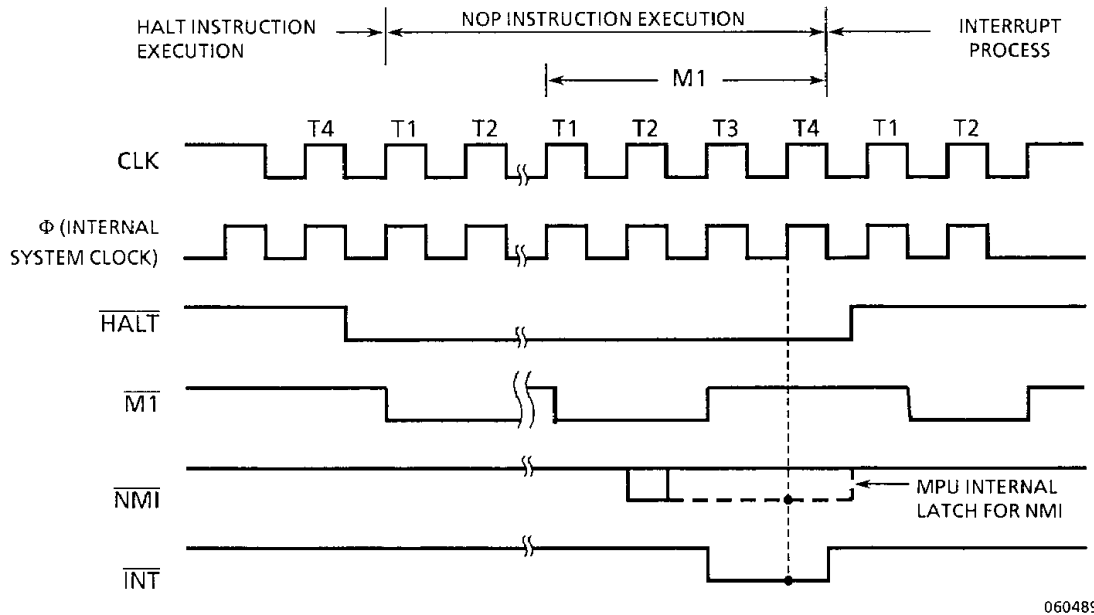 HALT INSTRUCTION
EXECUTION
NOP INSTRUCTION EXECUTION
INTERRUPT
PROCESS
M1
T4 T1 T2 T1 T2 T3 T4 T1 T2
CLK
Φ (INTERNAL
SYSTEM CLOCK)
HALT
M1
NMI
MPU INTERNAL
LATCH FOR NMI
INT
060489